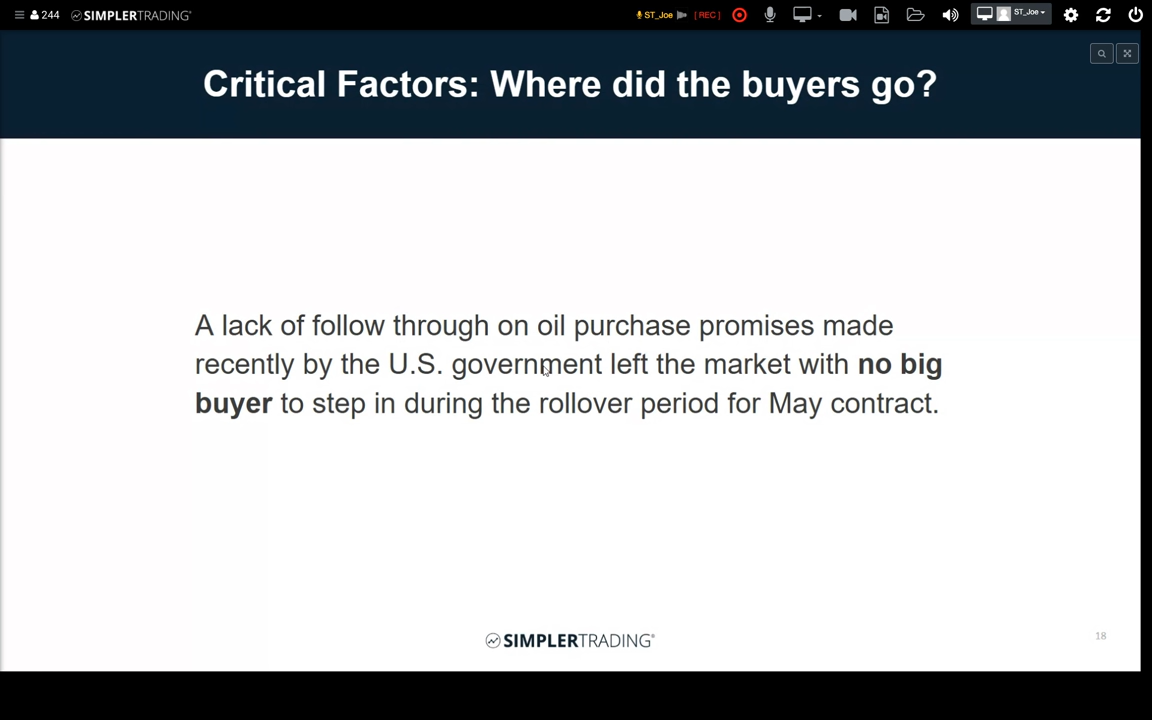 244 SIMPLERTRADING® ST_Joe [ REC ] ST_Joe
Critical Factors: Where did the buyers go?
A lack of follow through on oil purchase promises made
recently by the U.S. government left the market with no big
buyer to step in during the rollover period for May contract.
SIMPLERTRADING®
18